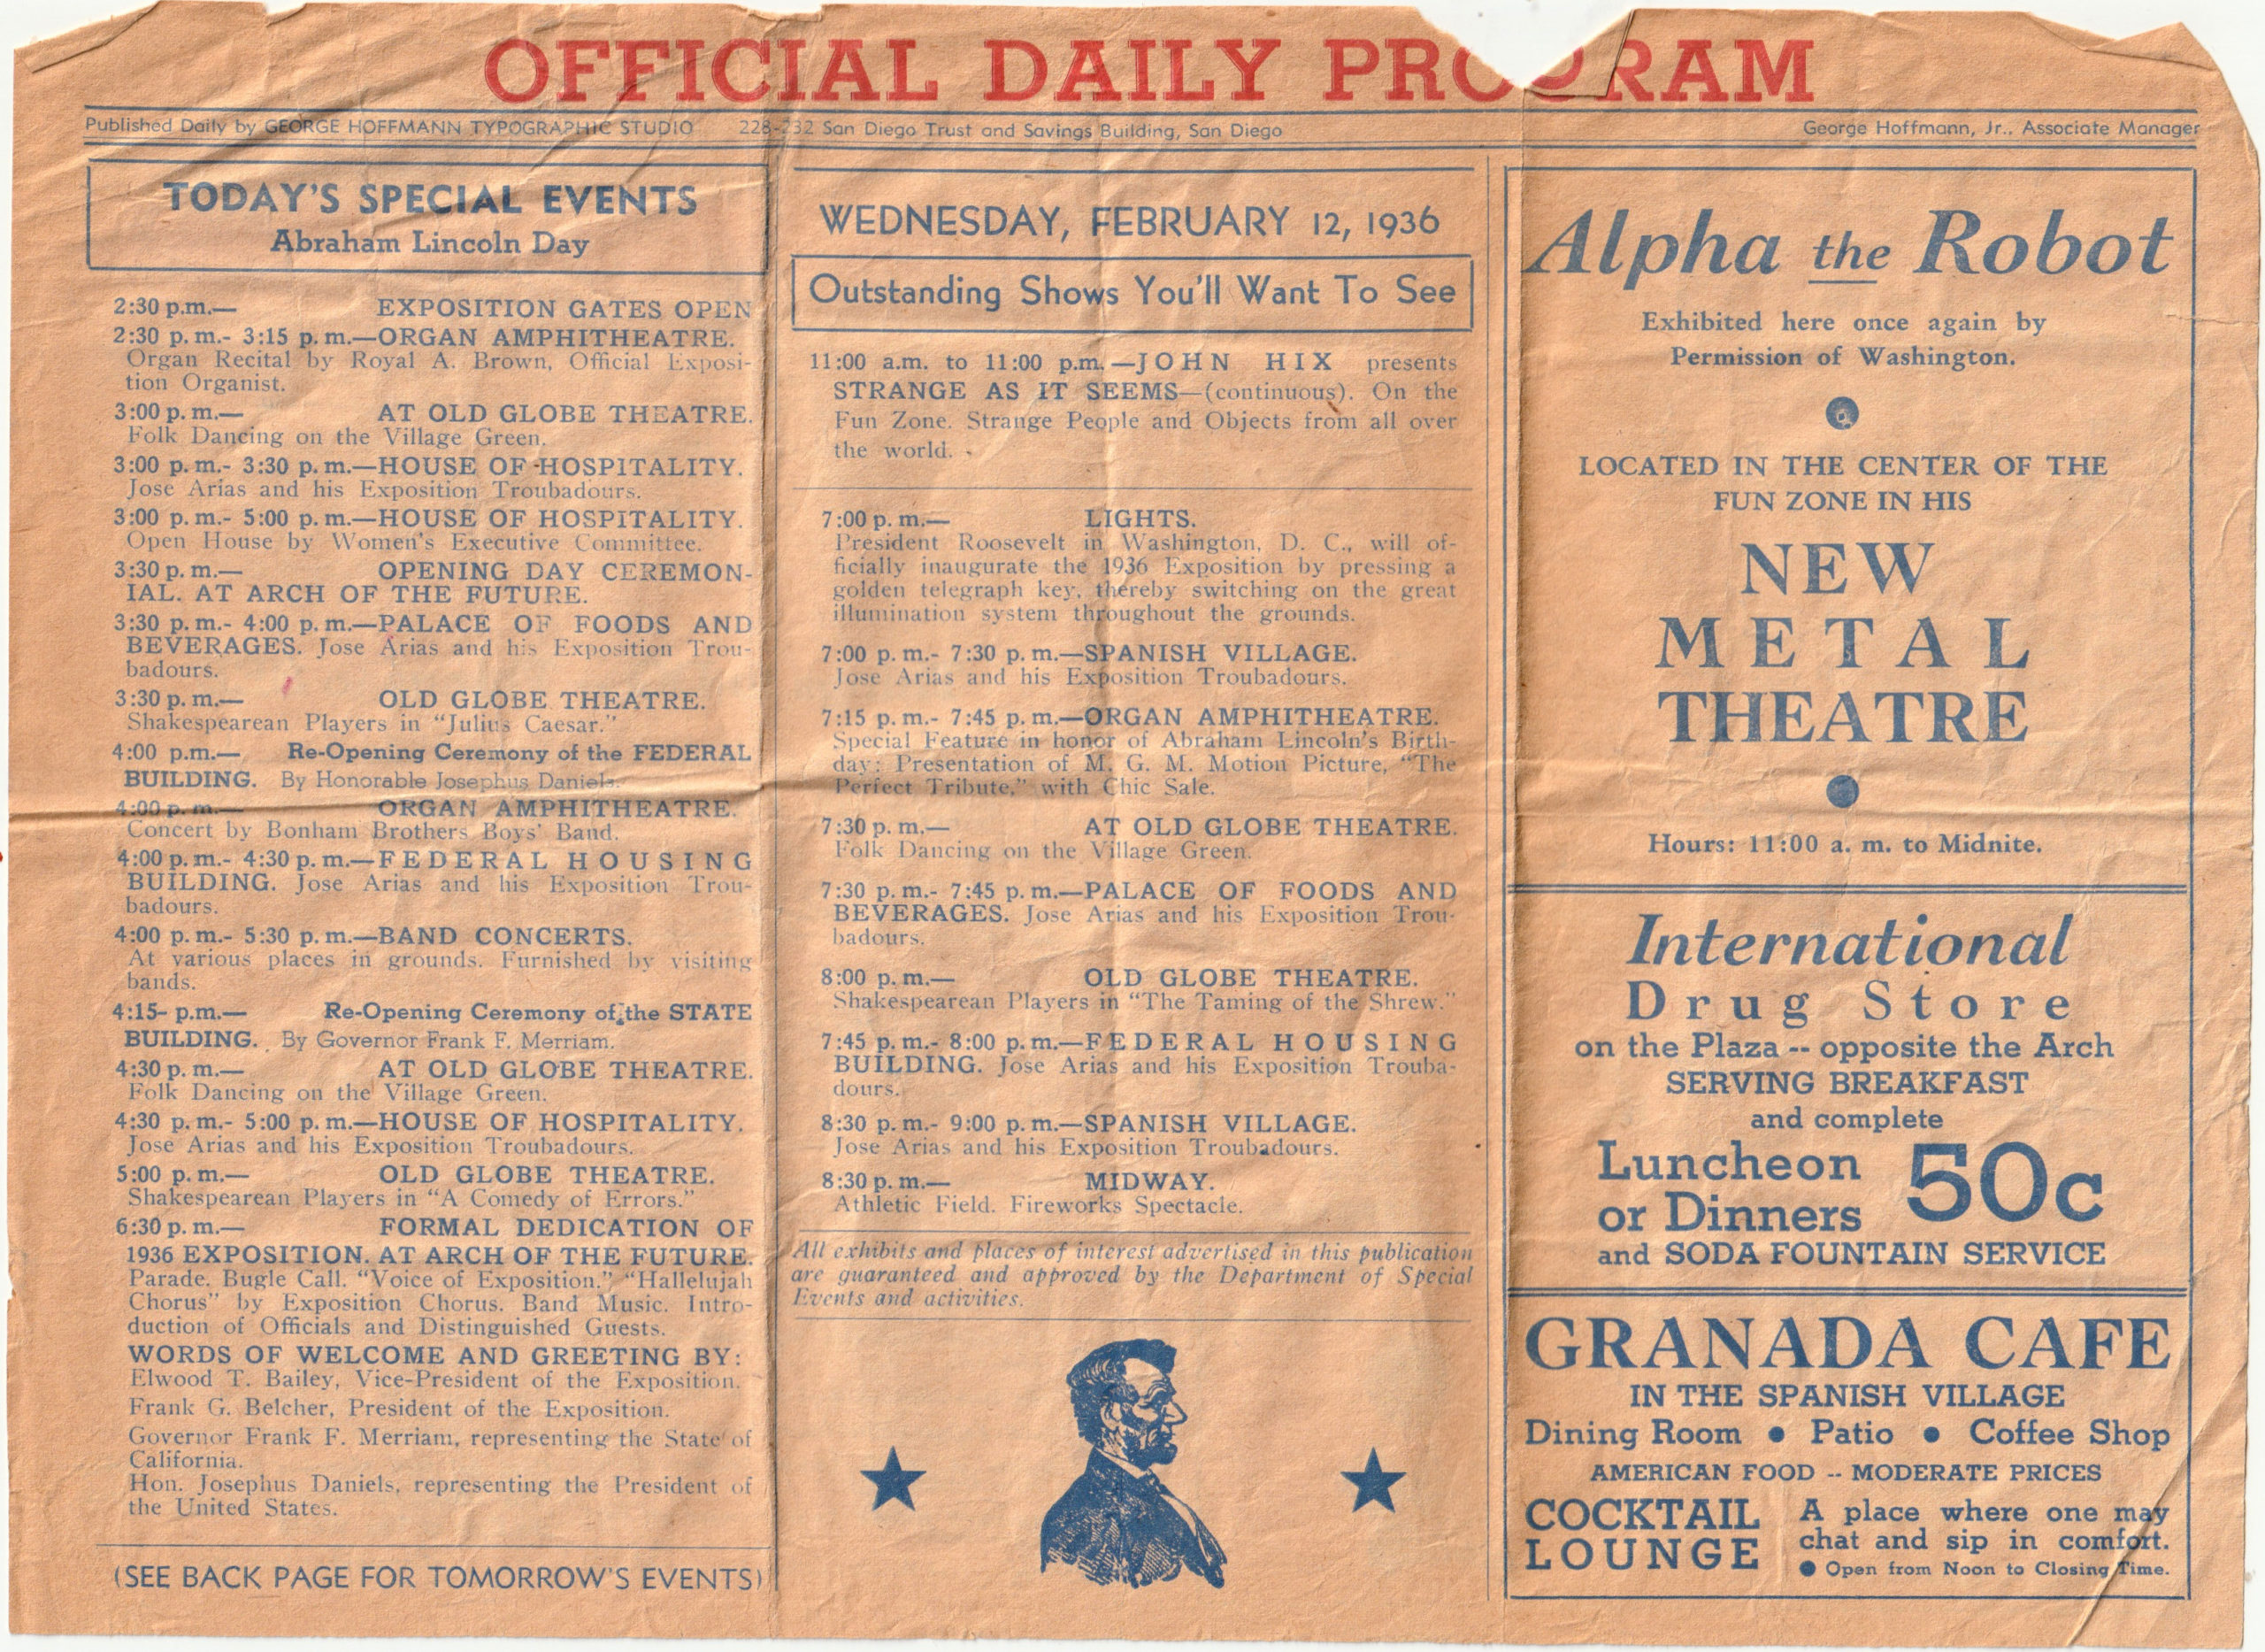 OFFICIAL DAILY PROGRAM
Published Daily by GEORGE HOFFMANN TYPOGRAPHIC STUDIO 228-232 San Diego Trust and Savings Building, San Diego George Hoffmann, Jr., Associate Manager
TODAY'S SPECIAL EVENTS
Abraham Lincoln Day
2:30 p.m.— EXPOSITION GATES OPEN
2:30 p. m.- 3:15 p. m.—ORGAN AMPHITHEATRE.
Organ Recital by Royal A. Brown, Official Exposi-
tion Organist.
3:00 p. m.— AT OLD GLOBE THEATRE.
Folk Dancing on the Village Green.
3:00 p. m.- 3:30 p. m.—HOUSE OF HOSPITALITY.
Jose Arias and his Exposition Troubadours.
3:00 p. m.- 5:00 p. m.—HOUSE OF HOSPITALITY.
Open House by Women's Executive Committee.
3:30 p. m.— OPENING DAY CEREMON-
IAL. AT ARCH OF THE FUTURE.
3:30 p. m.- 4:00 p. m.—PALACE OF FOODS AND
BEVERAGES. Jose Arias and his Exposition Trou-
badours.
3:30 p. m.— OLD GLOBE THEATRE.
Shakespearean Players in "Julius Caesar."
4:00 p.m.— Re-Opening Ceremony of the FEDERAL
BUILDING. By Honorable Josephus Daniels.
4:00 p. m.— ORGAN AMPHITHEATRE.
Concert by Bonham Brothers Boys' Band.
4:00 p. m.- 4:30 p. m.—FEDERAL HOUSING
BUILDING. Jose Arias and his Exposition Trou-
badours.
4:00 p. m.- 5:30 p. m.—BAND CONCERTS.
At various places in grounds. Furnished by visiting
bands.
4:15- p.m.— Re-Opening Ceremony of the STATE
BUILDING. By Governor Frank F. Merriam.
4:30 p. m.— AT OLD GLOBE THEATRE.
Folk Dancing on the Village Green.
4:30 p. m.- 5:00 p. m.—HOUSE OF HOSPITALITY.
Jose Arias and his Exposition Troubadours.
5:00 p. m.— OLD GLOBE THEATRE.
Shakespearean Players in "A Comedy of Errors."
6:30 p. m.— FORMAL DEDICATION OF
1936 EXPOSITION. AT ARCH OF THE FUTURE.
Parade. Bugle Call. "Voice of Exposition." "Hallelujah
Chorus" by Exposition Chorus. Band Music. Intro-
duction of Officials and Distinguished Guests.
WORDS OF WELCOME AND GREETING BY:
Elwood T. Bailey, Vice-President of the Exposition.
Frank G. Belcher, President of the Exposition.
Governor Frank F. Merriam, representing the State of
California.
Hon. Josephus Daniels, representing the President of
the United States.
(SEE BACK PAGE FOR TOMORROW'S EVENTS)
WEDNESDAY, FEBRUARY 12, 1936
Outstanding Shows You'll Want To See
11:00 a.m. to 11:00 p.m.—JOHN HIX presents
STRANGE AS IT SEEMS—(continuous). On the
Fun Zone. Strange People and Objects from all over
the world.
7:00 p. m.— LIGHTS.
President Roosevelt in Washington, D. C., will of-
ficially inaugurate the 1936 Exposition by pressing a
golden telegraph key, thereby switching on the great
illumination system throughout the grounds.
7:00 p. m.- 7:30 p. m.—SPANISH VILLAGE.
Jose Arias and his Exposition Troubadours.
7:15 p. m.- 7:45 p. m.—ORGAN AMPHITHEATRE.
Special Feature in honor of Abraham Lincoln's Birth-
day: Presentation of M. G. M. Motion Picture, "The
Perfect Tribute," with Chic Sale.
7:30 p. m.— AT OLD GLOBE THEATRE.
Folk Dancing on the Village Green.
7:30 p. m.- 7:45 p. m.—PALACE OF FOODS AND
BEVERAGES. Jose Arias and his Exposition Trou-
badours.
8:00 p. m.— OLD GLOBE THEATRE.
Shakespearean Players in "The Taming of the Shrew."
7:45 p. m.- 8:00 p. m.—FEDERAL HOUSING
BUILDING. Jose Arias and his Exposition Trouba-
dours.
8:30 p. m.- 9:00 p. m.—SPANISH VILLAGE.
Jose Arias and his Exposition Troubadours.
8:30 p. m.— MIDWAY.
Athletic Field. Fireworks Spectacle.
All exhibits and places of interest advertised in this publication
are guaranteed and approved by the Department of Special
Events and activities.
Alpha the Robot
Exhibited here once again by
Permission of Washington.
LOCATED IN THE CENTER OF THE
FUN ZONE IN HIS
NEW
METAL
THEATRE
Hours: 11:00 a. m. to Midnite.
International
Drug Store
on the Plaza -- opposite the Arch
SERVING BREAKFAST
and complete
Luncheon
or Dinners 50c
and SODA FOUNTAIN SERVICE
GRANADA CAFE
IN THE SPANISH VILLAGE
Dining Room ● Patio ● Coffee Shop
AMERICAN FOOD -- MODERATE PRICES
COCKTAIL
LOUNGE
A place where one may
chat and sip in comfort.
● Open from Noon to Closing Time.